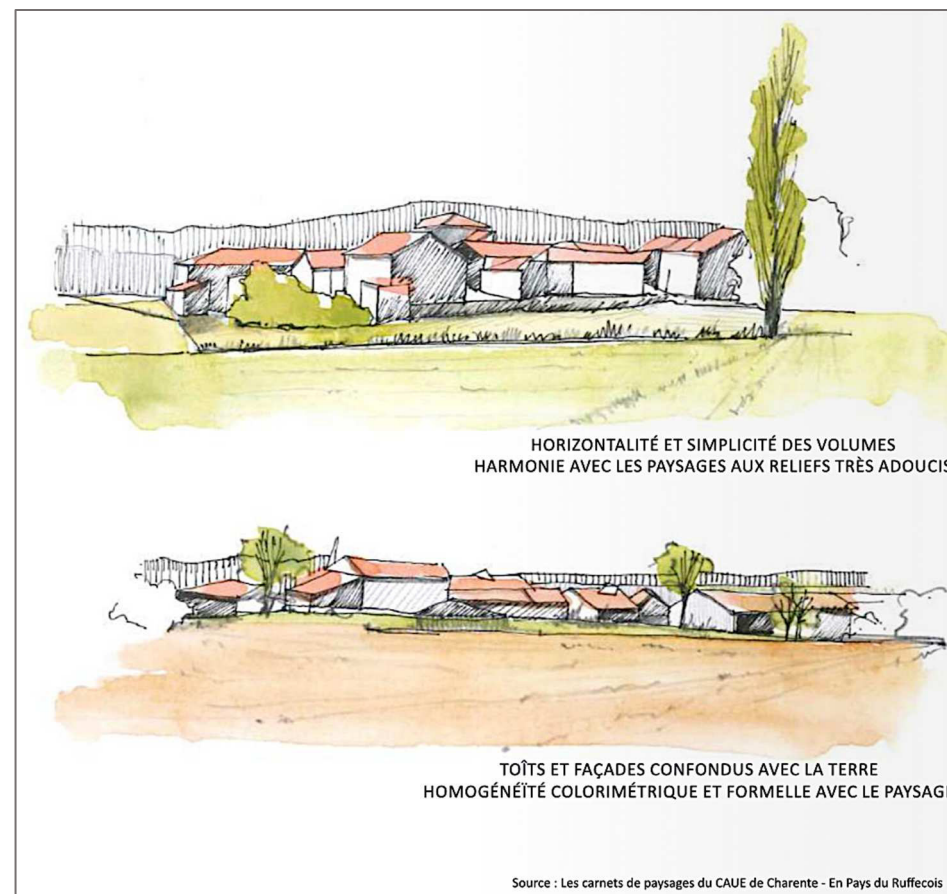 HORIZONTALITÉ ET SIMPLICITÉ DES VOLUMES
HARMONIE AVEC LES PAYSAGES AUX RELIEFS TRÈS ADOUCIS
TOÎTS ET FAÇADES CONFONDUS AVEC LA TERRE
HOMOGÉNÉÏTÉ COLORIMÉTRIQUE ET FORMELLE AVEC LE PAYSAG
Source : Les carnets de paysages du CAUE de Charente - En Pays du Ruffecois